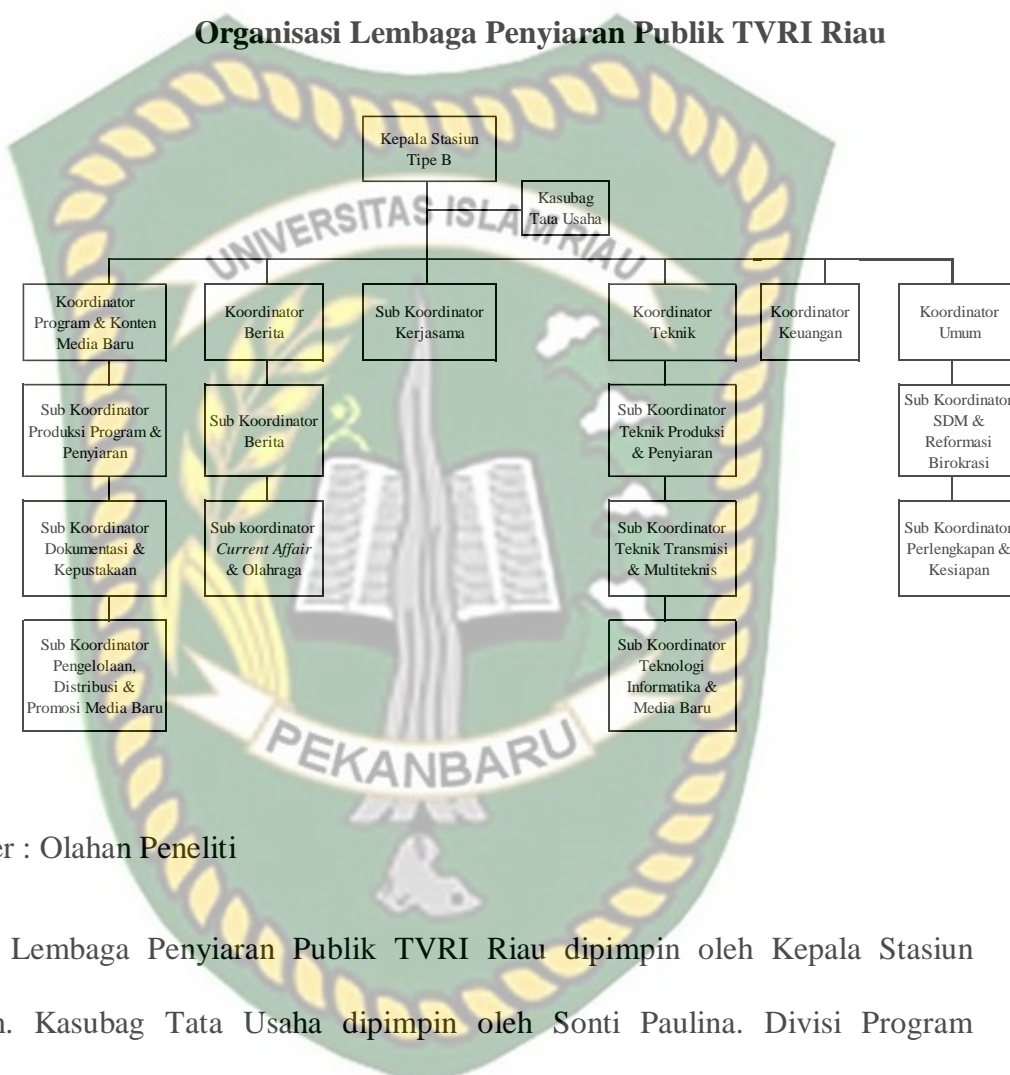 Organisasi Lembaga Penyiaran Publik TVRI Riau
Kepala Stasiun
Tipe B
Kasubag
Tata Usaha
UNIVERSITAS ISLAM RIAU
Koordinator
Program & Konten
Media Baru
Koordinator
Berita
Sub Koordinator
Kerjasama
Koordinator
Teknik
Koordinator
Keuangan
Koordinator
Umum
Sub Koordinator
Produksi Program &
Penyiaran
Sub Koordinator
Berita
Sub Koordinator
Teknik Produksi
& Penyiaran
Sub Koordinator
SDM &
Reformasi
Birokrasi
Sub Koordinator
Dokumentasi &
Kepustakaan
Sub koordinator
Current Affair
& Olahraga
Sub Koordinator
Teknik Transmisi
& Multiteknis
Sub Koordinator
Perlengkapan &
Kesiapan
Sub Koordinator
Pengelolaan,
Distribusi &
Promosi Media Baru
Sub Koordinator
Teknologi
Informatika &
Media Baru
PEKANBARU
er : Olahan Peneliti
Lembaga Penyiaran Publik TVRI Riau dipimpin oleh Kepala Stasiun
n. Kasubag Tata Usaha dipimpin oleh Sonti Paulina. Divisi Program